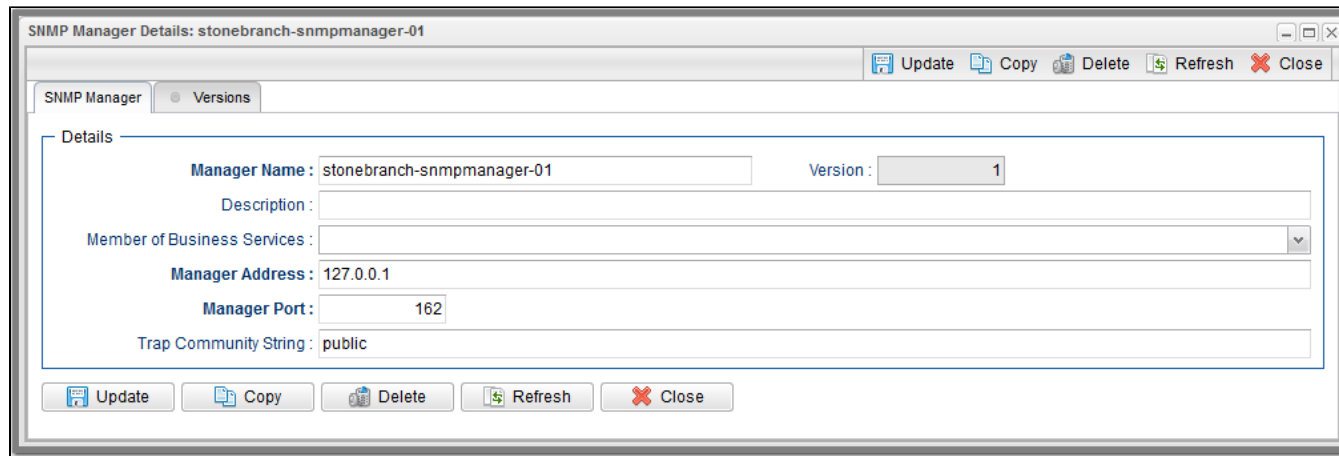 SNMP Manager Details: stonebranch-snmpmanager-01
Update Copy Delete Refresh Close
SNMP Manager Versions
Details
Manager Name : stonebranch-snmpmanager-01 Version : 1
Description :
Member of Business Services :
Manager Address : 127.0.0.1
Manager Port : 162
Trap Community String : public
Update Copy Delete Refresh Close